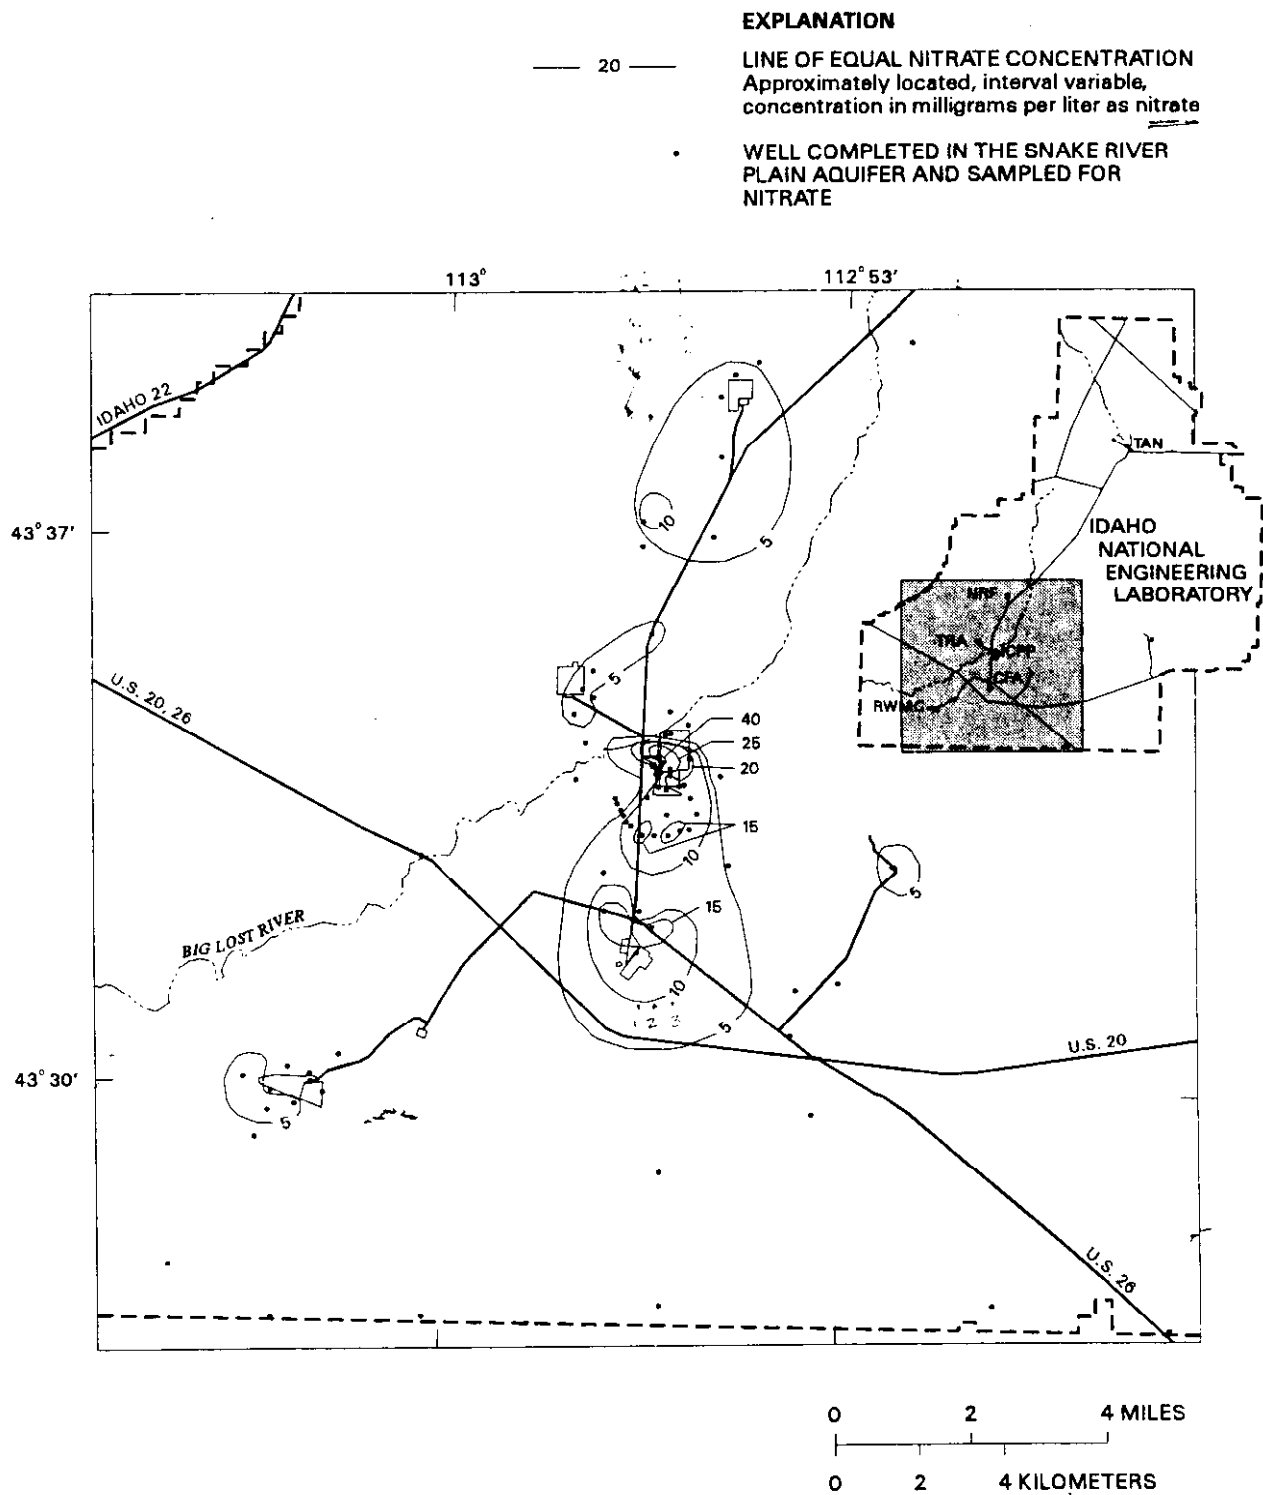 EXPLANATION
— 20 —
LINE OF EQUAL NITRATE CONCENTRATION
Approximately located, interval variable,
concentration in milligrams per liter as nitrate
WELL COMPLETED IN THE SNAKE RIVER
PLAIN AQUIFER AND SAMPLED FOR
NITRATE
113°
112°53'
IDAHO 22
TAN
43°37'
10
5
IDAHO
NATIONAL
ENGINEERING
LABORATORY
NRF
TRA
ICPP
CFA
RWMC
U.S. 20, 26
5
40
25
20
15
10
5
15
BIG LOST RIVER
10
1 2 3
5
U.S. 20
43°30'
5
U.S. 26
0 2 4 MILES
0 2 4 KILOMETERS